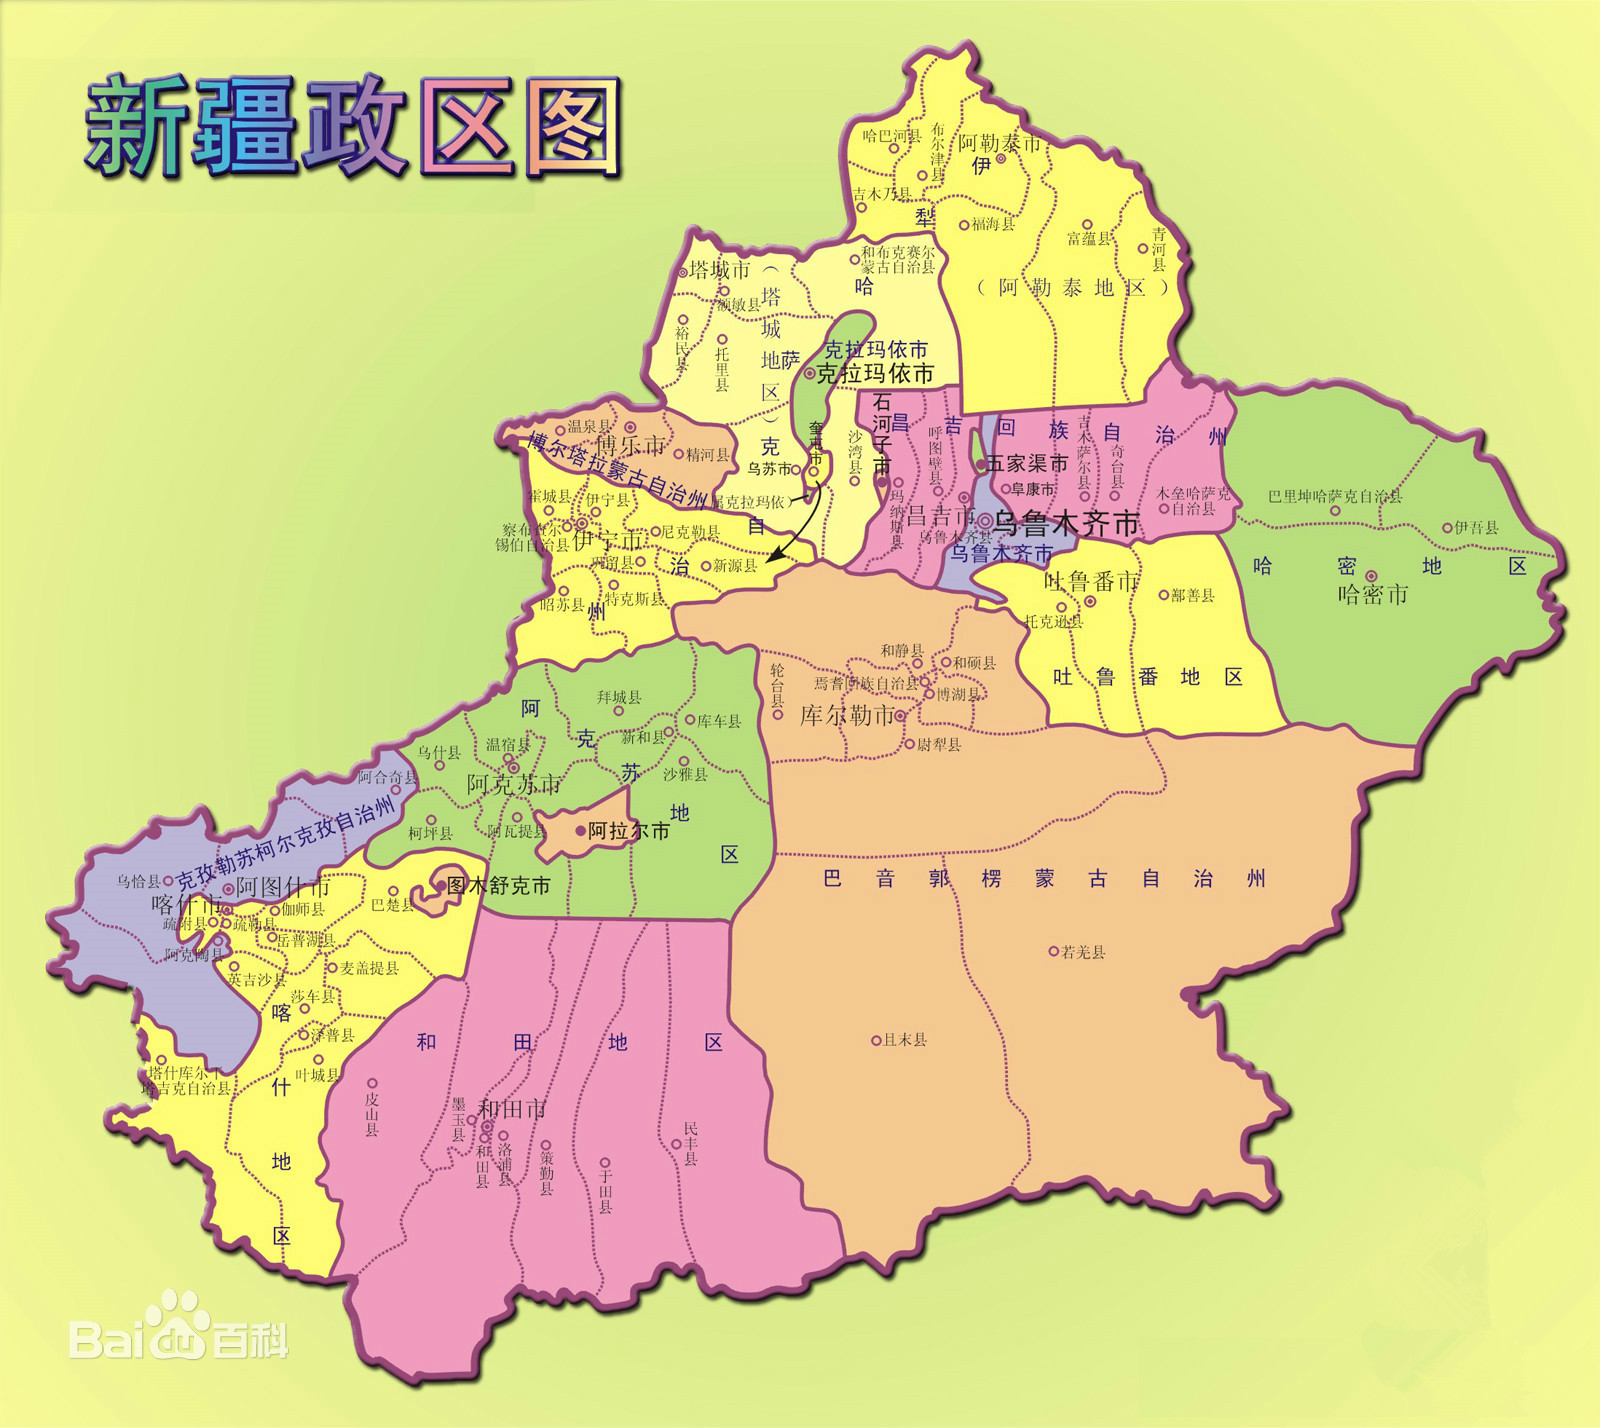 新疆政区图
哈巴河县
布尔津县
阿勒泰市
伊
吉木乃县
犁
福海县
富蕴县
青河县
（阿勒泰地区）
和布克赛尔
蒙古自治县
哈
塔城市
额敏县
（塔城地区）
裕民县
托里县
萨
克拉玛依市
克拉玛依市
石河子市
昌吉回族自治州
温泉县
博乐市
精河县
博尔塔拉蒙古自治州
克
乌苏市
奎屯市
沙湾县
呼图壁县
玛纳斯县
五家渠市
阜康市
吉木萨尔县
奇台县
木垒哈萨克
自治县
巴里坤哈萨克自治县
伊吾县
属克拉玛依）
霍城县
伊宁县
察布查尔
锡伯自治县
伊宁市
尼克勒县
自
昌吉市
乌鲁木齐县
乌鲁木齐市
乌鲁木齐市
巩留县
治
新源县
昭苏县
特克斯县
州
吐鲁番市
鄯善县
托克逊县
吐鲁番地区
哈密地区
哈密市
和静县
和硕县
轮台县
焉耆回族自治县
博湖县
库尔勒市
尉犁县
阿克苏地区
拜城县
库车县
新和县
沙雅县
乌什县
温宿县
阿克苏市
阿合奇县
柯坪县
阿瓦提县
阿拉尔市
克孜勒苏柯尔克孜自治州
乌恰县
阿图什市
喀什市
巴楚县
图木舒克市
疏附县
疏勒县
伽师县
岳普湖县
阿克陶县
英吉沙县
麦盖提县
莎车县
泽普县
叶城县
塔什库尔干
塔吉克自治县
喀什地区
巴音郭楞蒙古自治州
若羌县
且末县
和田地区
皮山县
墨玉县
和田市
和田县
洛浦县
策勤县
于田县
民丰县
Bai du 百科